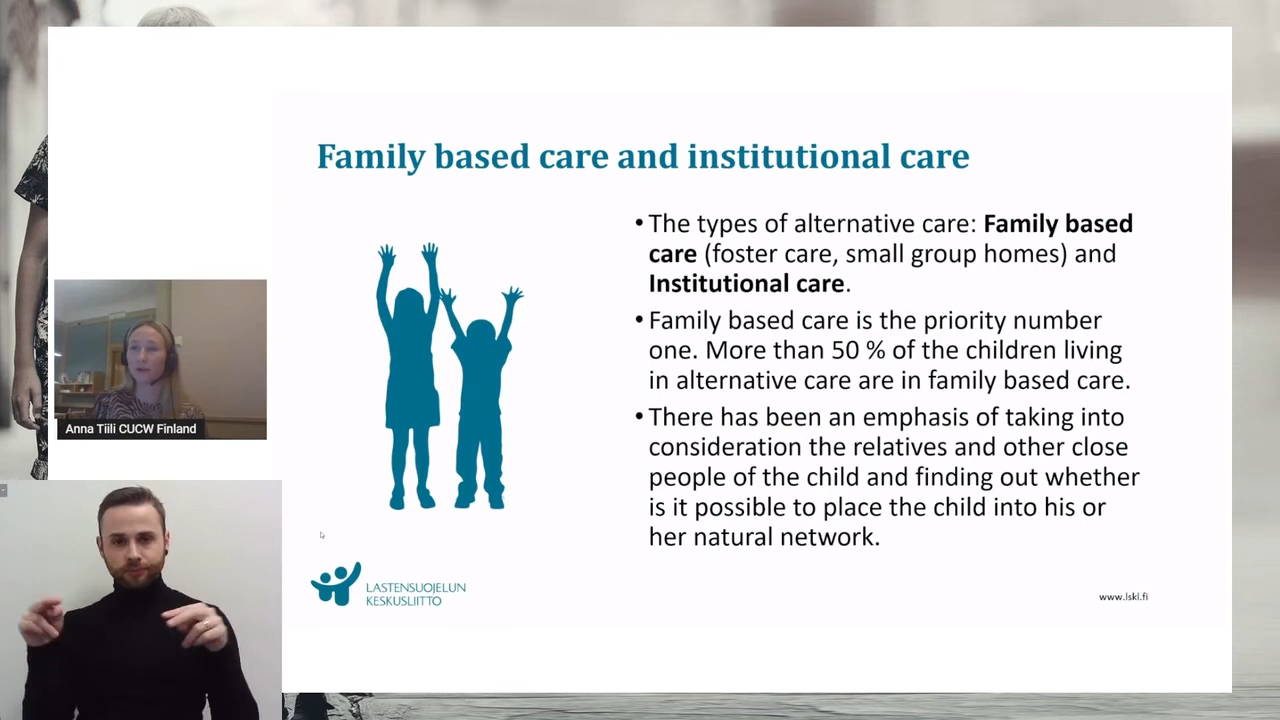 Family based care and institutional care
• The types of alternative care: Family based
care (foster care, small group homes) and
Institutional care.
• Family based care is the priority number
one. More than 50 % of the children living
in alternative care are in family based care.
• There has been an emphasis of taking into
consideration the relatives and other close
people of the child and finding out whether
is it possible to place the child into his or
her natural network.
Anna Tiili CUCW Finland
LASTENSUOJELUN
KESKUSLIITTO
www.lskl.fi